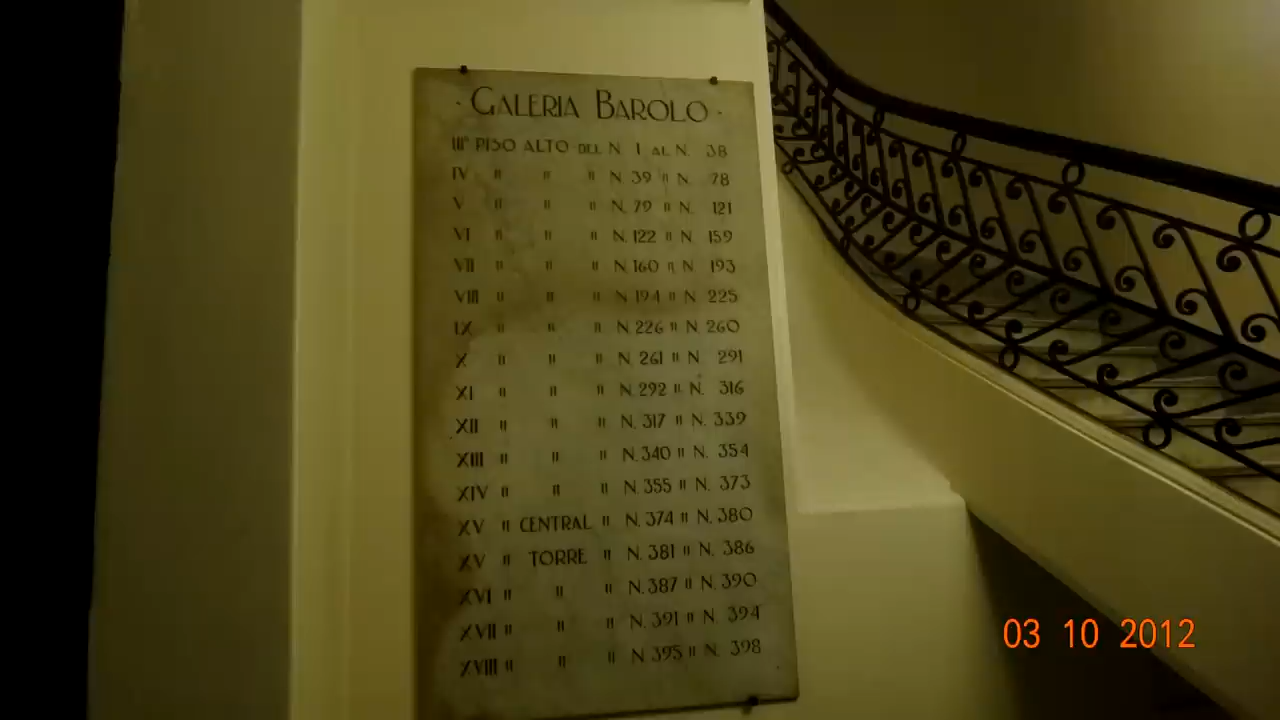 · GALERIA BAROLO ·
IIIº PISO ALTO DEL N. 1 AL N. 38
IV " " " N. 39 " N. 78
V " " " N. 79 " N. 121
VI " " " N. 122 " N. 159
VII " " " N. 160 " N. 193
VIII " " " N. 194 " N. 225
IX " " " N. 226 " N. 260
X " " " N. 261 " N. 291
XI " " " N. 292 " N. 316
XII " " " N. 317 " N. 339
XIII " " " N. 340 " N. 354
XIV " " " N. 355 " N. 373
XV " CENTRAL " N. 374 " N. 380
XV " TORRE " N. 381 " N. 386
XVI " " " N. 387 " N. 390
XVII " " " N. 391 " N. 394
XVIII " " " N. 395 " N. 398
03 10 2012